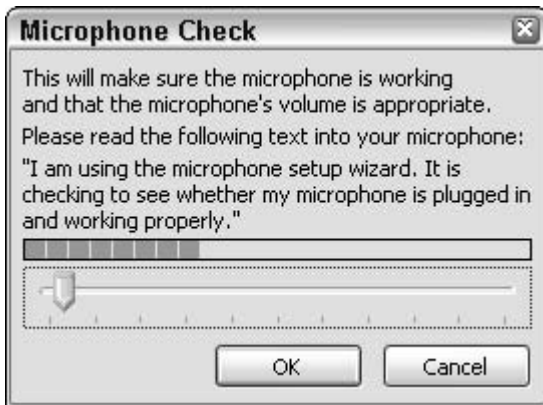 Microphone Check
This will make sure the microphone is working
and that the microphone's volume is appropriate.
Please read the following text into your microphone:
"I am using the microphone setup wizard. It is
checking to see whether my microphone is plugged in
and working properly."
OK
Cancel